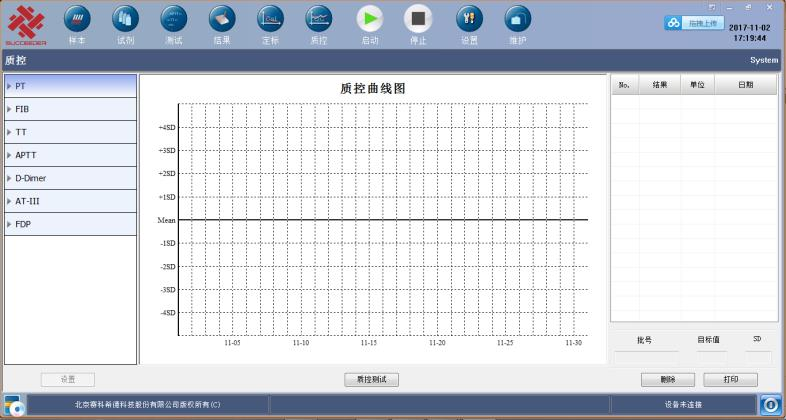 SUCCEEDER
样本
试剂
测试
结果
定标
质控
启动
停止
设置
维护
拖拽上传
2017-11-02
17:19:44
质控
System
PT
FIB
TT
APTT
D-Dimer
AT-III
FDP
质控曲线图
+4SD
+3SD
+2SD
+1SD
Mean
-1SD
-2SD
-3SD
-4SD
11-05 11-10 11-15 11-20 11-25 11-30
No. 结果 单位 日期
批号 目标值 SD
设置
质控测试
删除
打印
北京赛科希德科技股份有限公司版权所有(C)
设备未连接